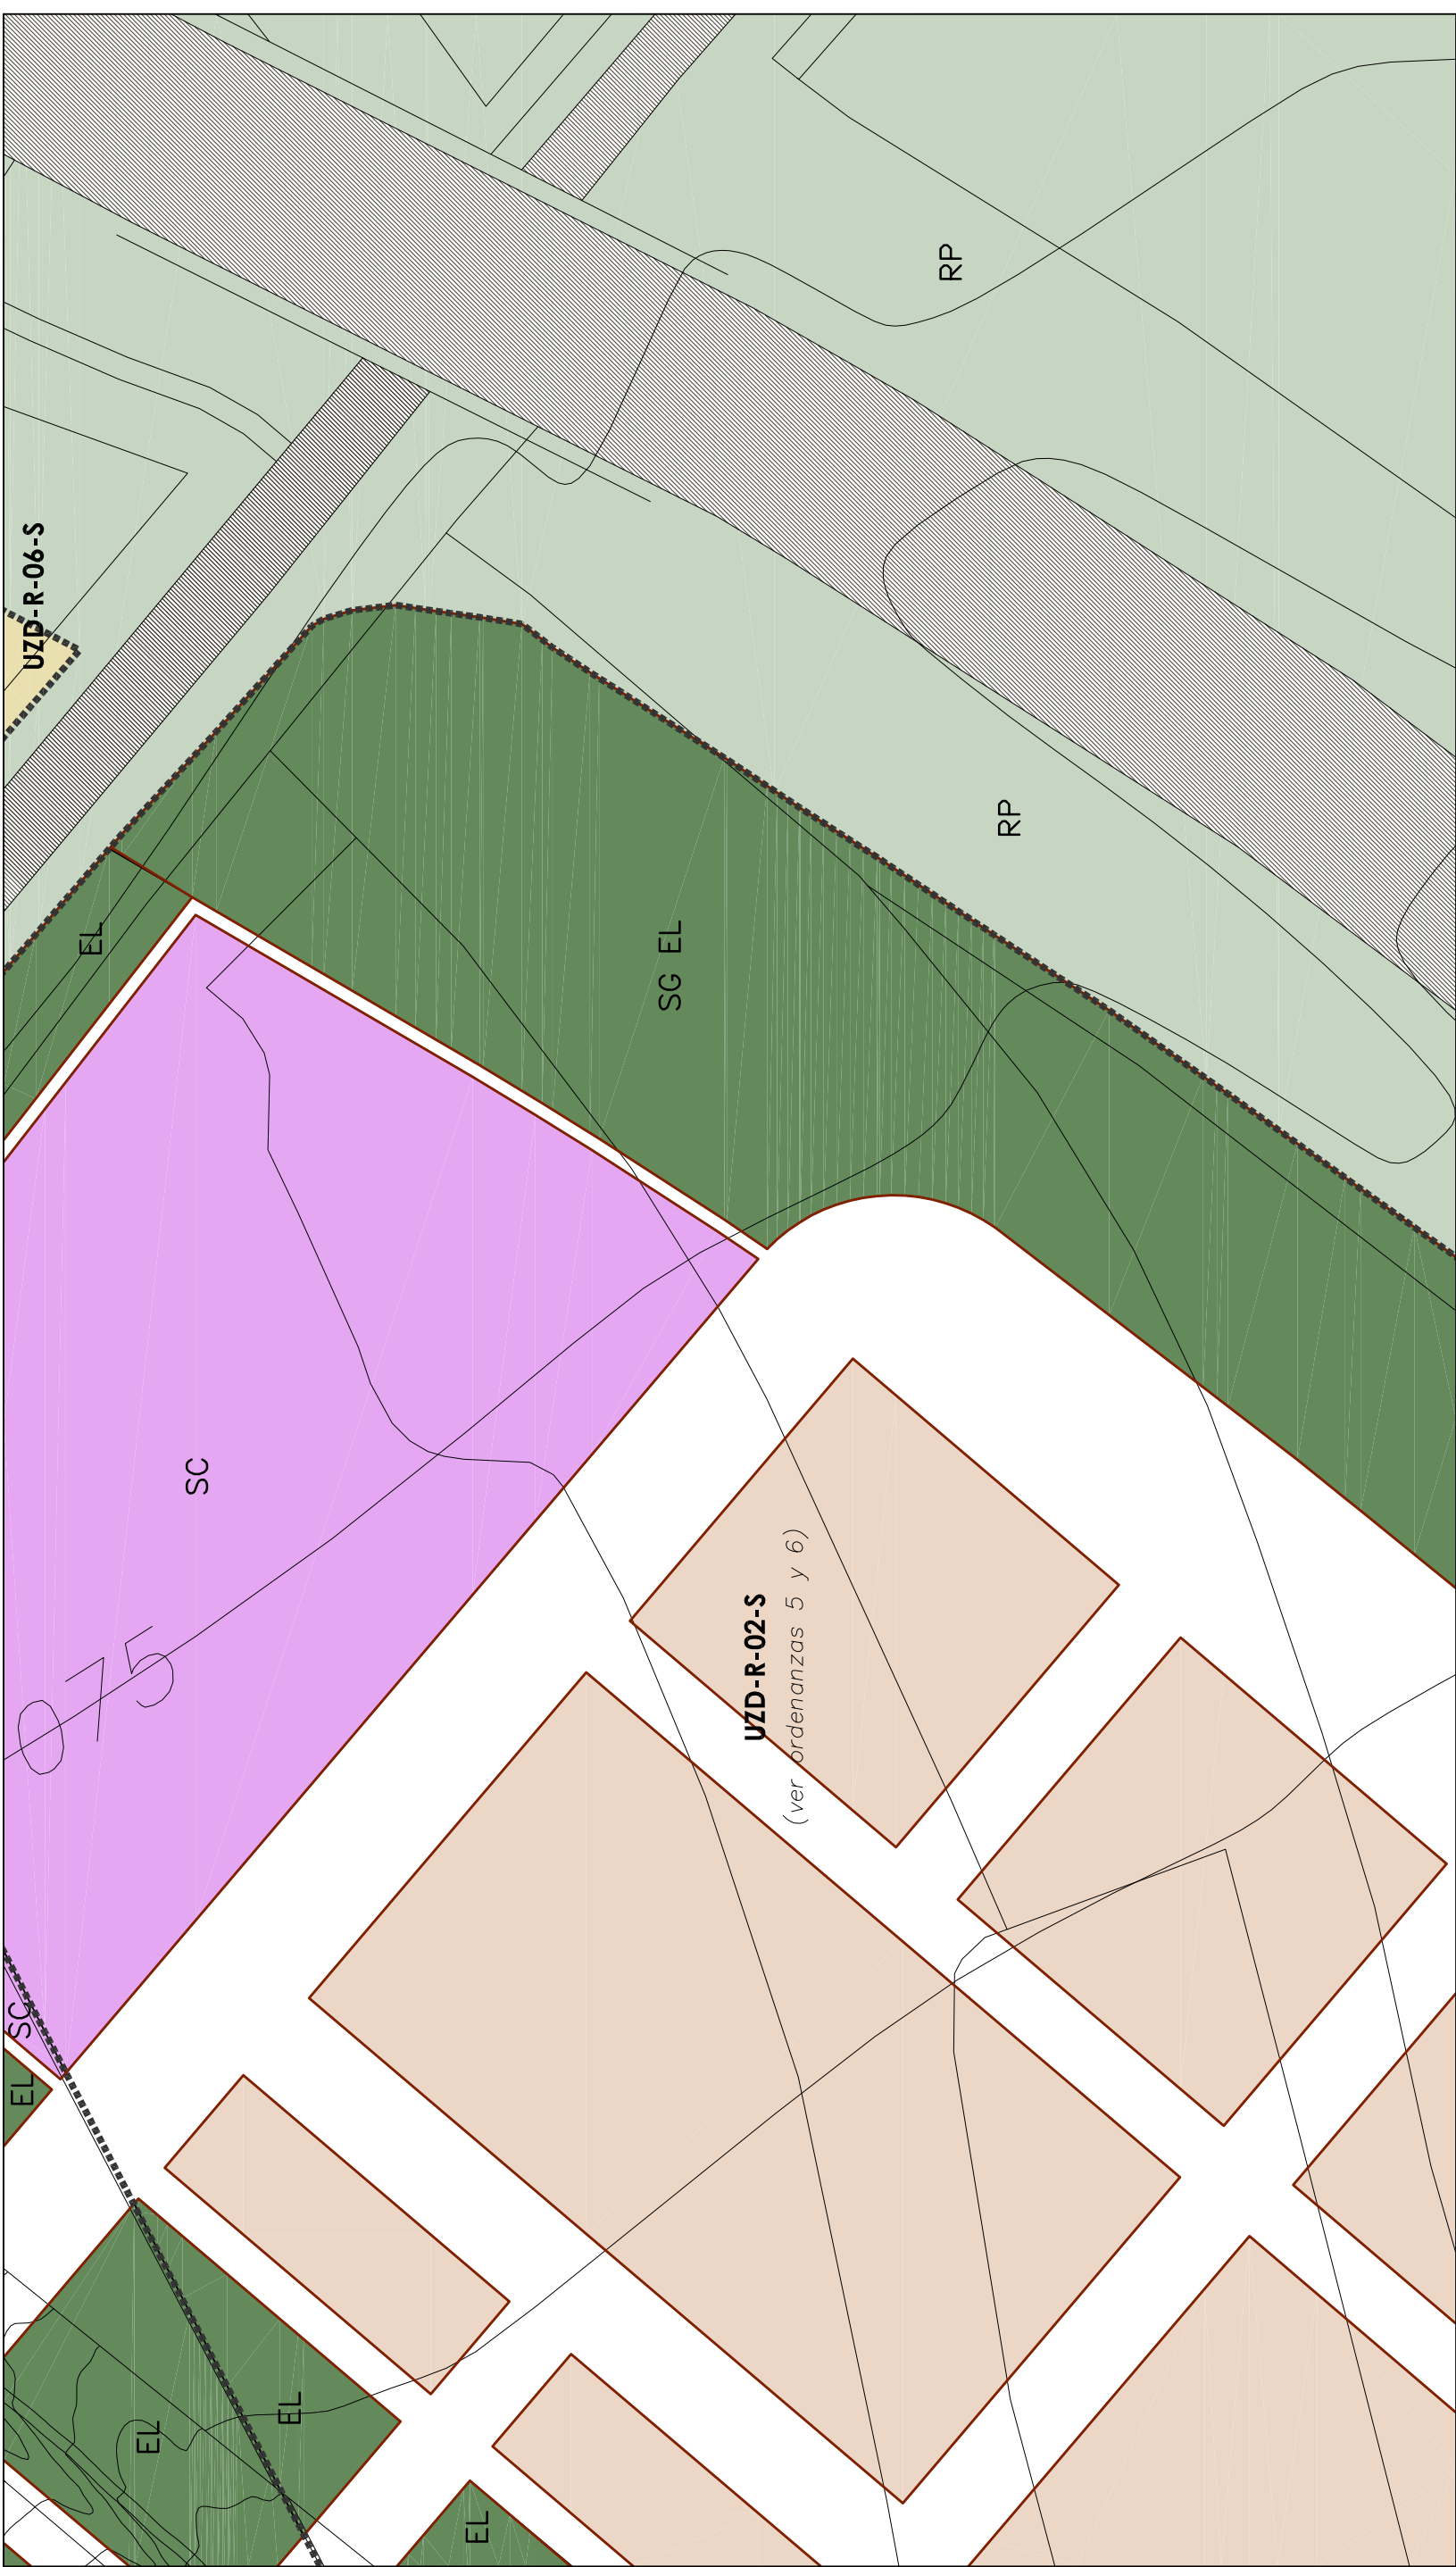 RP
UZD-R-06-S
RP
EL
SG EL
SC
075
UZD-R-02-S
(ver ordenanzas 5 y 6)
SC
EL
EL
EL
EL